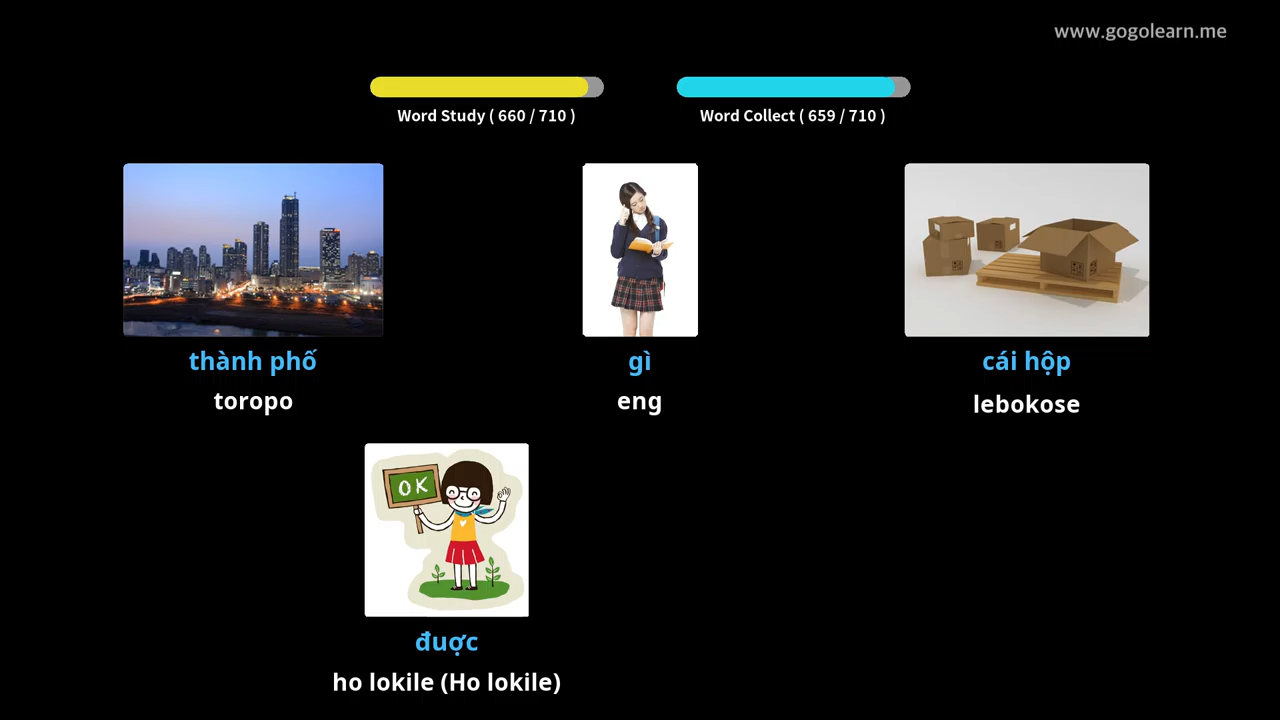 www.gogolearn.me
Word Study ( 660 / 710 )
Word Collect ( 659 / 710 )
thành phố
gì
cái hộp
toropo
eng
lebokose
OK
đuợc
ho lokile (Ho lokile)